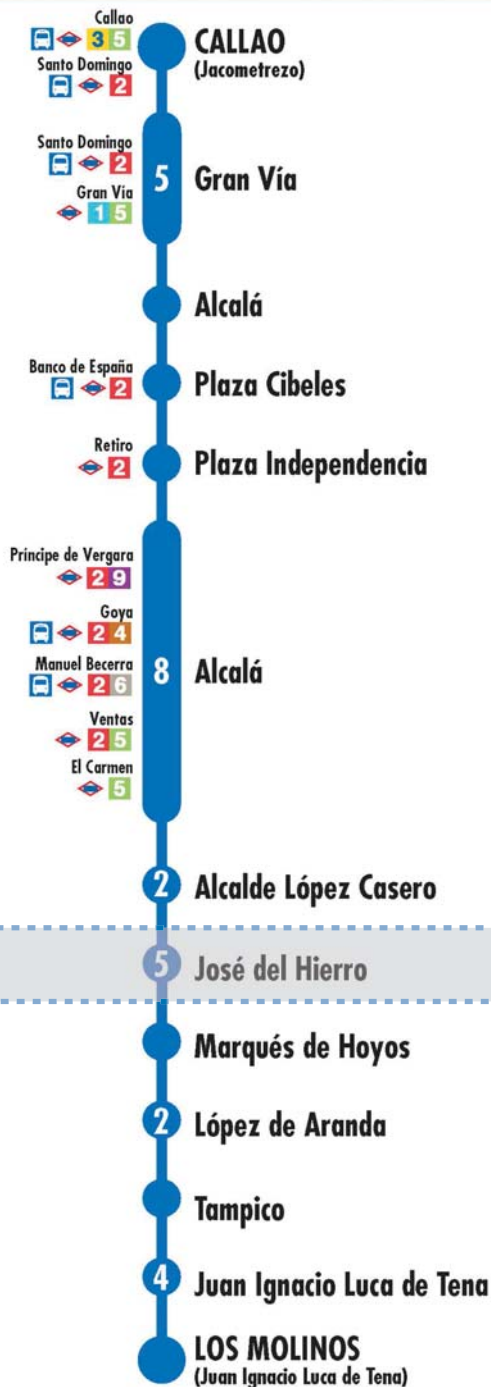 Callao
3 5
CALLAO
(Jacometrezo)
Santo Domingo
2
Santo Domingo
2
Gran Vía
1 5
5
Gran Vía
Alcalá
Banco de España
2
Plaza Cibeles
Retiro
2
Plaza Independencia
Príncipe de Vergara
2 9
Goya
2 4
Manuel Becerra
2 6
Ventas
2 5
El Carmen
5
8
Alcalá
2
Alcalde López Casero
5
José del Hierro
Marqués de Hoyos
2
López de Aranda
Tampico
4
Juan Ignacio Luca de Tena
LOS MOLINOS
(Juan Ignacio Luca de Tena)